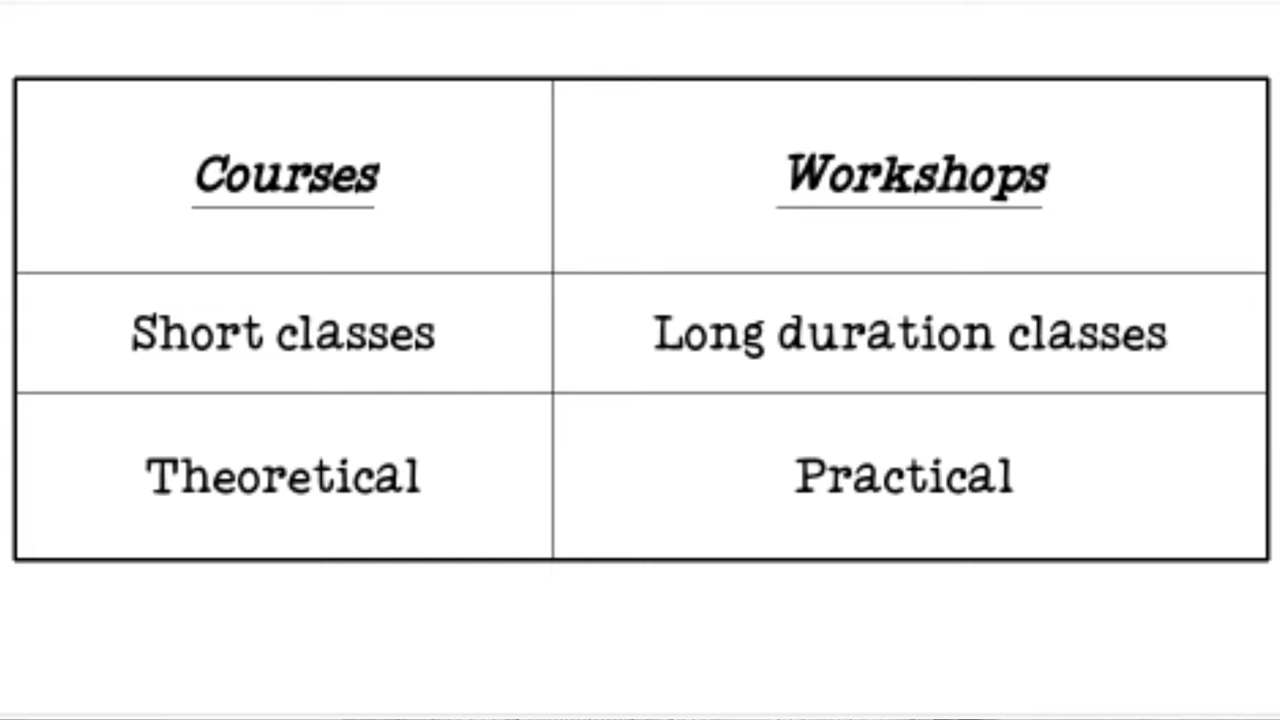 Courses
Workshops
Short classes
Long duration classes
Theoretical
Practical